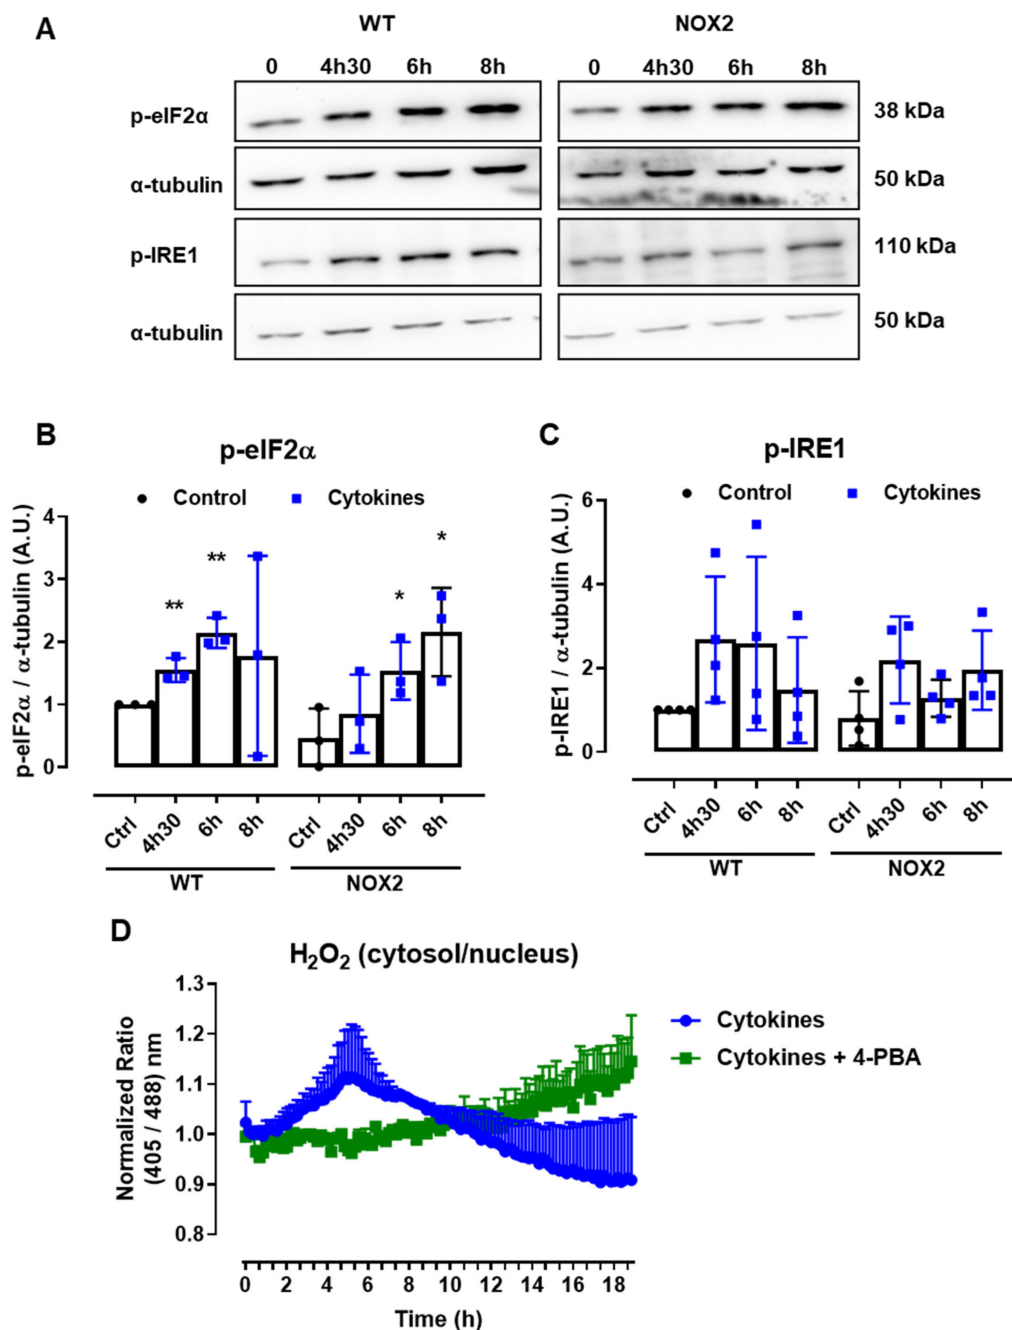 A
WT NOX2
0 4h30 6h 8h 0 4h30 6h 8h
p-eIF2α 38 kDa
α-tubulin 50 kDa
p-IRE1 110 kDa
α-tubulin 50 kDa
B
p-eIF2α
Control Cytokines
p-eIF2α / α-tubulin (A.U.)
4
3
2
1
0
** ** * *
Ctrl 4h30 6h 8h Ctrl 4h30 6h 8h
WT NOX2
C
p-IRE1
Control Cytokines
p-IRE1 / α-tubulin (A.U.)
6
4
2
0
Ctrl 4h30 6h 8h Ctrl 4h30 6h 8h
WT NOX2
D
H₂O₂ (cytosol/nucleus)
Normalized Ratio
(405 / 488) nm
1.3
1.2
1.1
1.0
0.9
0.8
Cytokines
Cytokines + 4-PBA
0 2 4 6 8 10 12 14 16 18
Time (h)